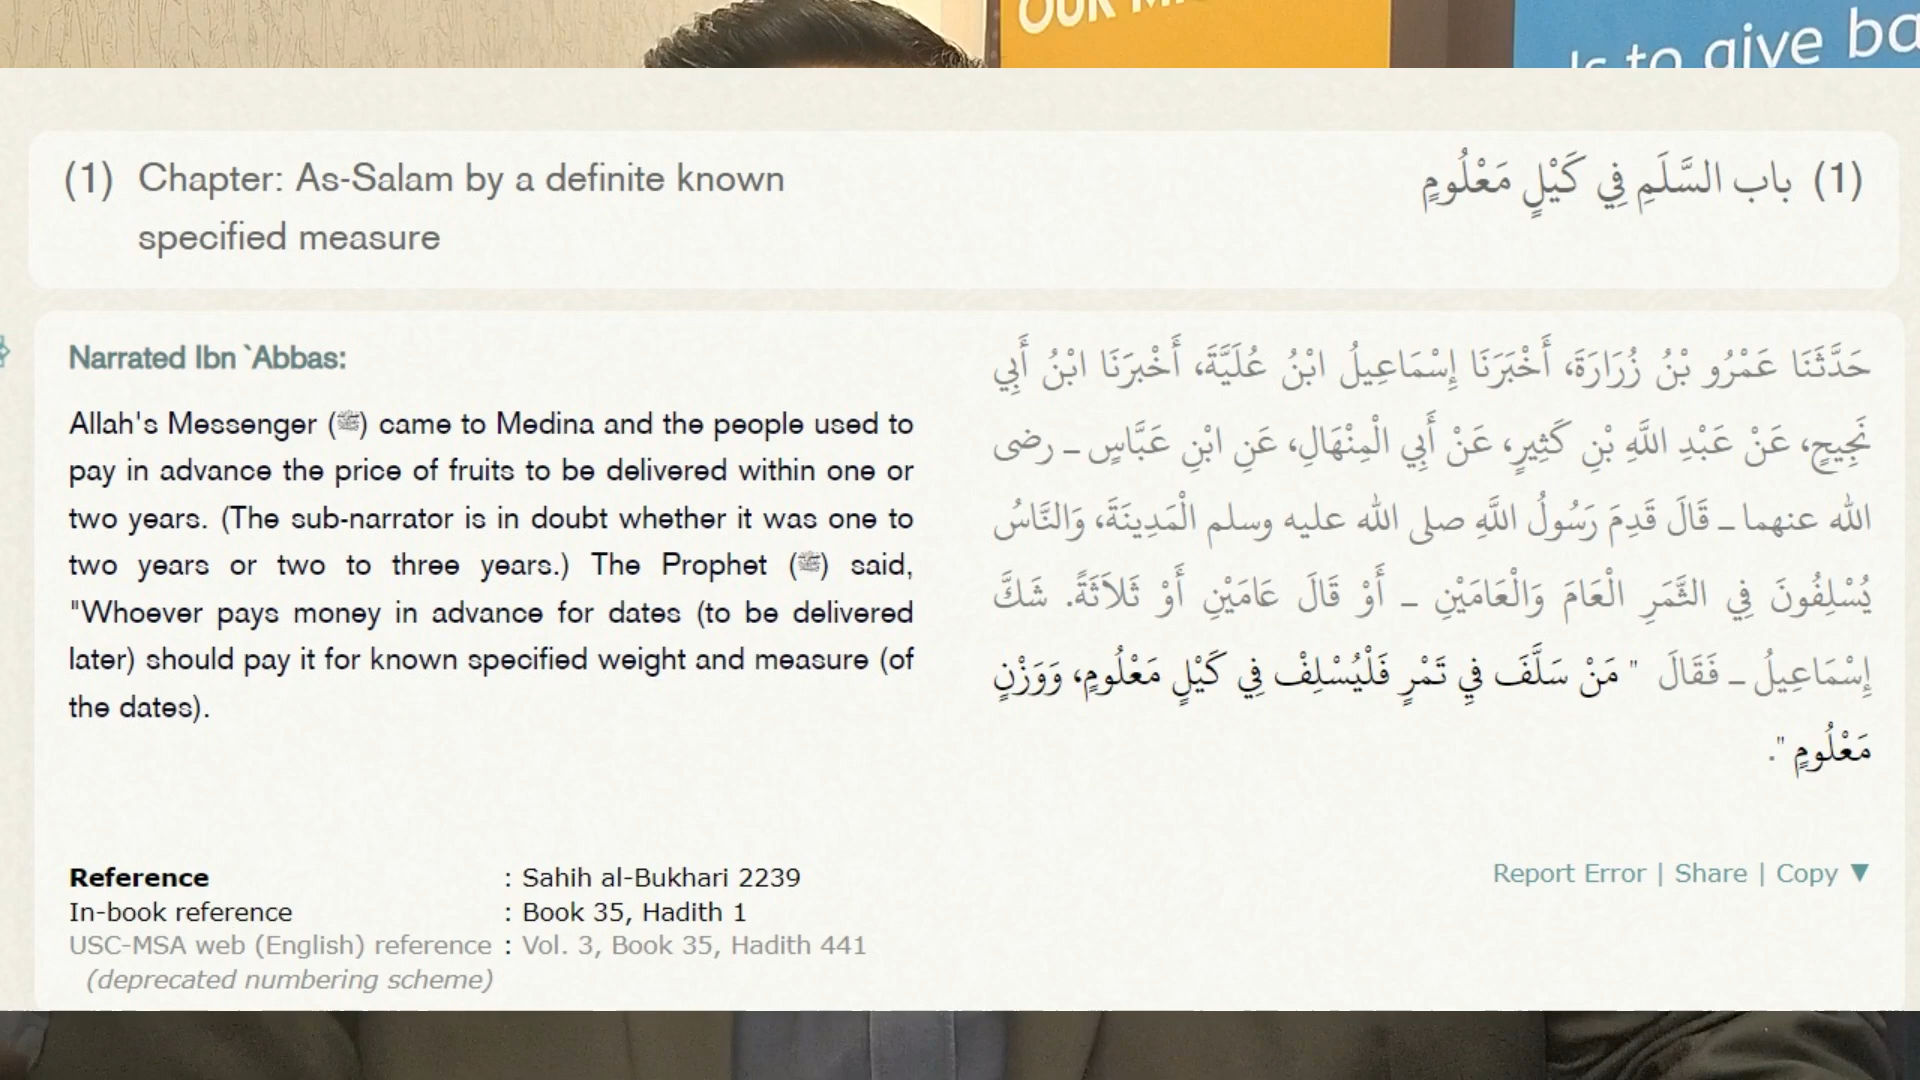 OUR
to give ba
(1) Chapter: As-Salam by a definite known
specified measure
(1) باب السَّلَمِ فِي كَيْلٍ مَعْلُومٍ
Narrated Ibn `Abbas:
Allah's Messenger (ﷺ) came to Medina and the people used to
pay in advance the price of fruits to be delivered within one or
two years. (The sub-narrator is in doubt whether it was one to
two years or two to three years.) The Prophet (ﷺ) said,
"Whoever pays money in advance for dates (to be delivered
later) should pay it for known specified weight and measure (of
the dates).
حَدَّثَنَا عَمْرُو بْنُ زُرَارَةَ، أَخْبَرَنَا إِسْمَاعِيلُ ابْنُ عُلَيَّةَ، أَخْبَرَنَا ابْنُ أَبِي
نَجِيحٍ، عَنْ عَبْدِ اللَّهِ بْنِ كَثِيرٍ، عَنْ أَبِي الْمِنْهَالِ، عَنِ ابْنِ عَبَّاسٍ ـ رضى
الله عنهما ـ قَالَ قَدِمَ رَسُولُ اللَّهِ صلى الله عليه وسلم الْمَدِينَةَ، وَالنَّاسُ
يُسْلِفُونَ فِي الثَّمَرِ الْعَامَ وَالْعَامَيْنِ ـ أَوْ قَالَ عَامَيْنِ أَوْ ثَلاَثَةً. شَكَّ
إِسْمَاعِيلُ ـ فَقَالَ " مَنْ سَلَّفَ فِي تَمْرٍ فَلْيُسْلِفْ فِي كَيْلٍ مَعْلُومٍ، وَوَزْنٍ
مَعْلُومٍ ".
Reference : Sahih al-Bukhari 2239
In-book reference : Book 35, Hadith 1
USC-MSA web (English) reference : Vol. 3, Book 35, Hadith 441
(deprecated numbering scheme)
Report Error | Share | Copy ▼